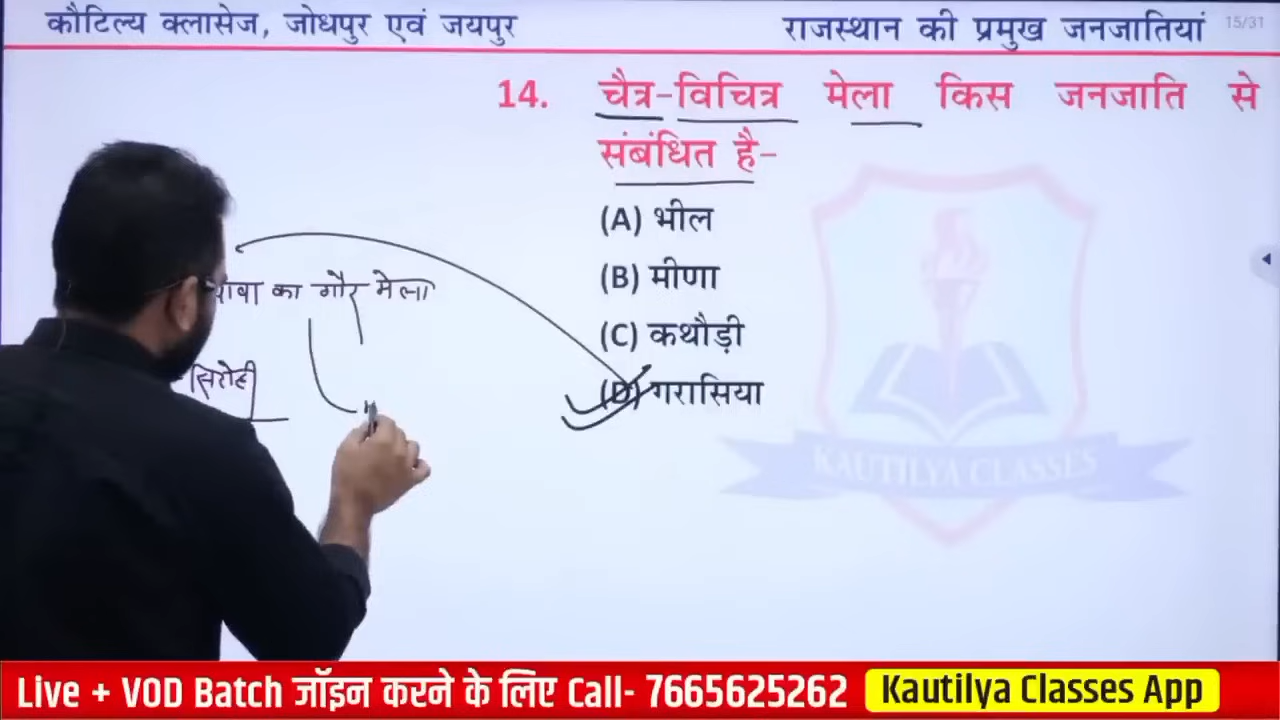 कौटिल्य क्लासेज, जोधपुर एवं जयपुर
राजस्थान की प्रमुख जनजातियां 15/31
14. चैत्र-विचित्र मेला किस जनजाति से
संबंधित है-
(A) भील
(B) मीणा
(C) कथौड़ी
(D) गरासिया
का गौर मेला
सिरोही
KAUTILYA CLASSES
Live + VOD Batch जॉइन करने के लिए Call- 7665625262 Kautilya Classes App